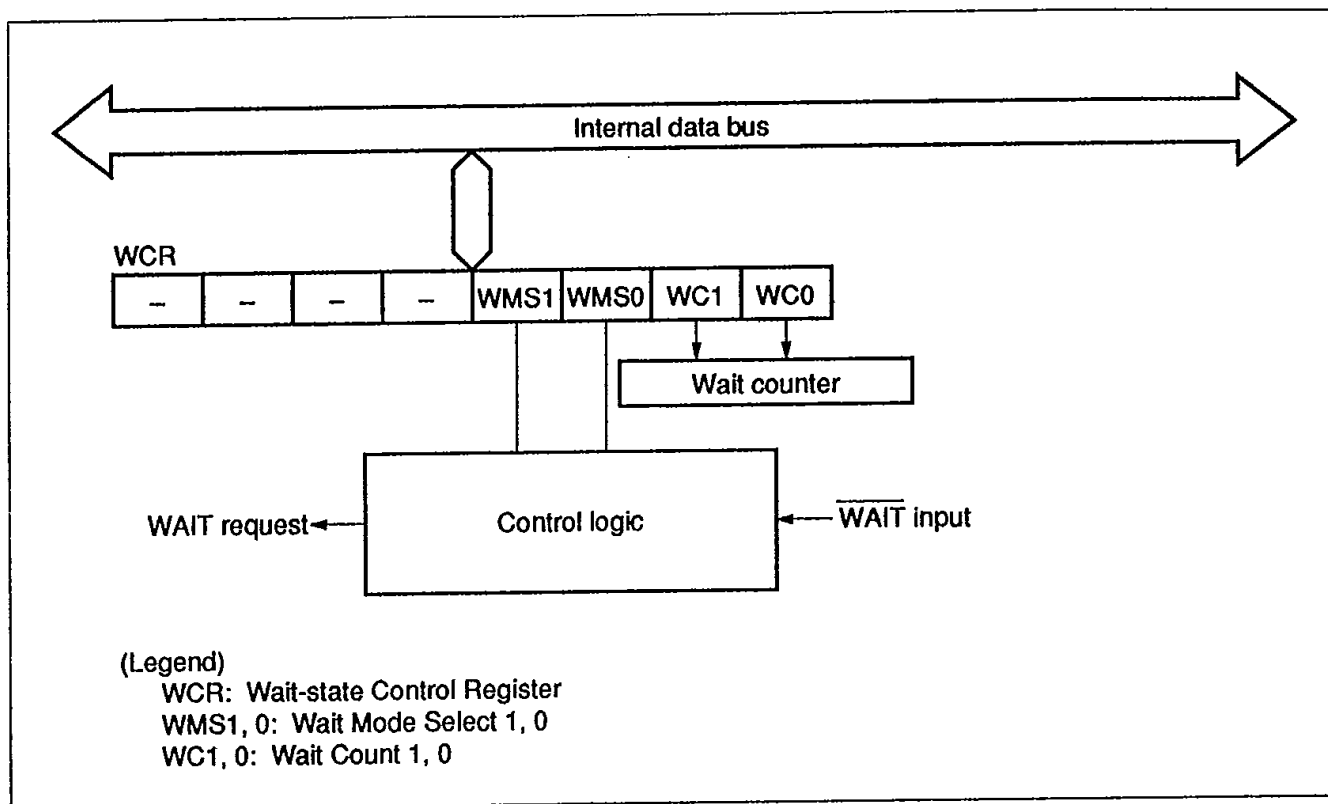 Internal data bus
WCR
– – – – WMS1 WMS0 WC1 WC0
Wait counter
WAIT request
Control logic
WAIT input
(Legend)
WCR: Wait-state Control Register
WMS1, 0: Wait Mode Select 1, 0
WC1, 0: Wait Count 1, 0